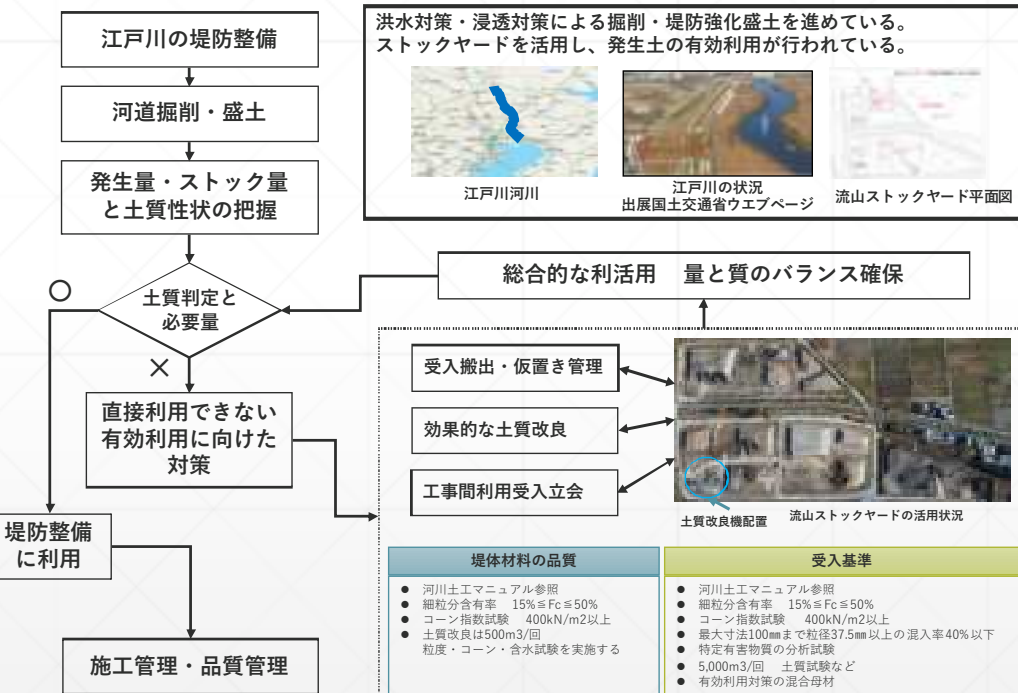 江戸川の堤防整備
河道掘削・盛土
発生量・ストック量
と土質性状の把握
土質判定と
必要量
○
×
直接利用できない
有効利用に向けた
対策
堤防整備
に利用
施工管理・品質管理
洪水対策・浸透対策による掘削・堤防強化盛土を進めている。
ストックヤードを活用し、発生土の有効利用が行われている。
江戸川河川
江戸川の状況
出展国土交通省ウエブページ
流山ストックヤード平面図
総合的な利活用 量と質のバランス確保
受入搬出・仮置き管理
効果的な土質改良
工事間利用受入立会
土質改良機配置
流山ストックヤードの活用状況
堤体材料の品質
● 河川土工マニュアル参照
● 細粒分含有率 15%≦Fc≦50%
● コーン指数試験 400kN/m2以上
● 土質改良は500m3/回
粒度・コーン・含水試験を実施する
受入基準
● 河川土工マニュアル参照
● 細粒分含有率 15%≦Fc≦50%
● コーン指数試験 400kN/m2以上
● 最大寸法100㎜まで粒径37.5㎜以上の混入率40%以下
● 特定有害物質の分析試験
● 5,000m3/回 土質試験など
● 有効利用対策の混合母材